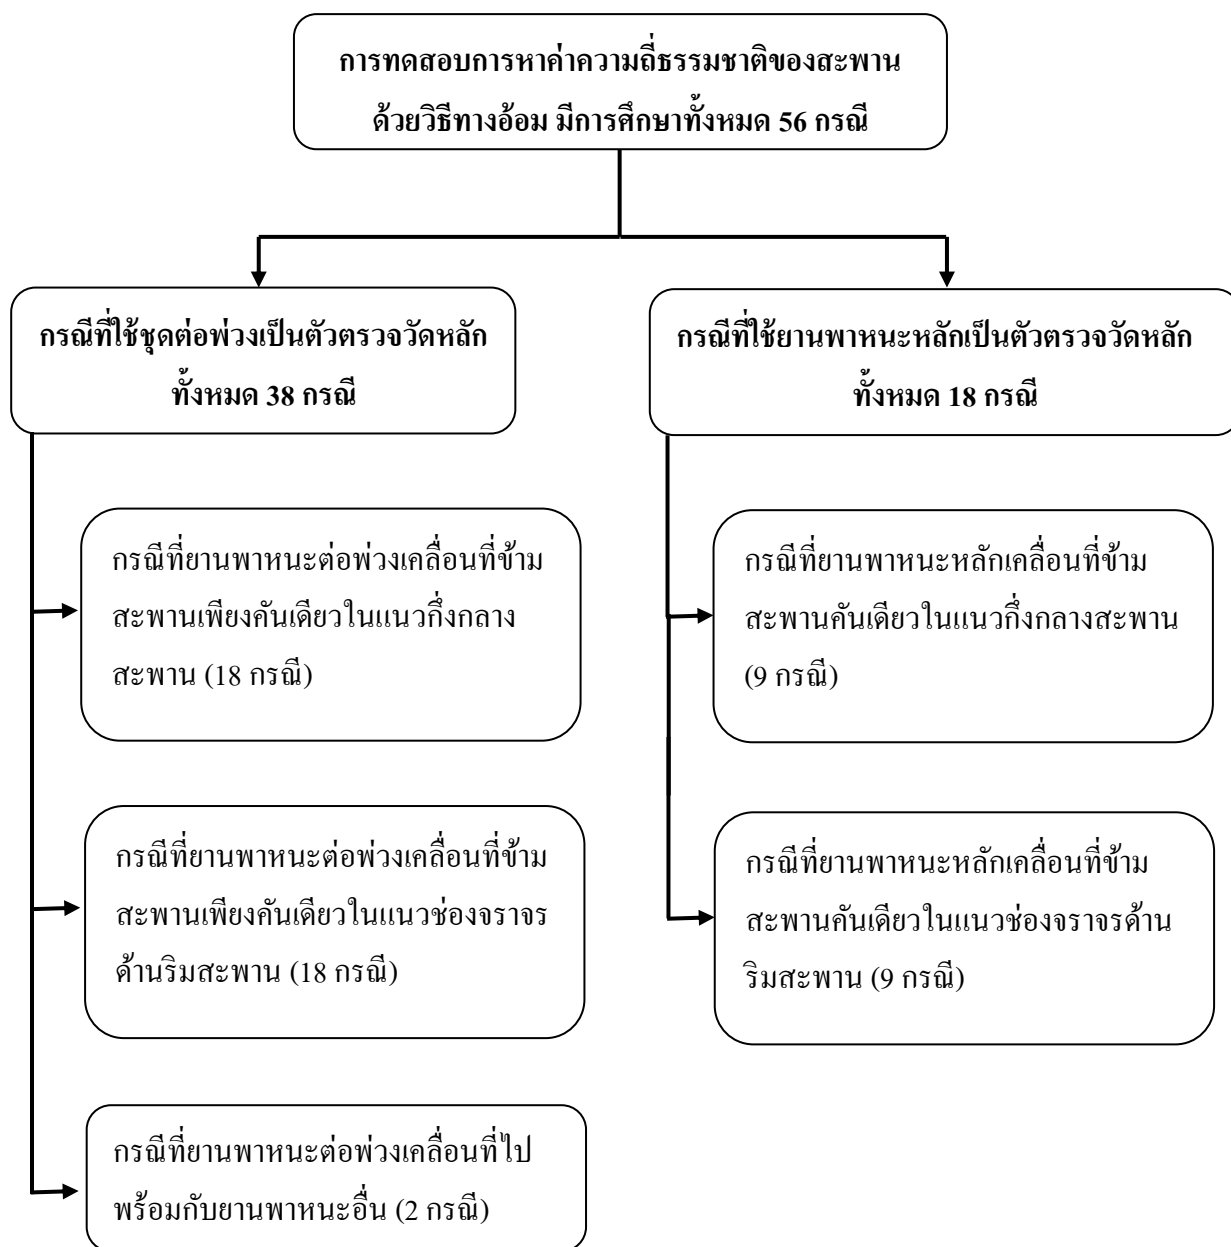 การทดสอบการหาค่าความถี่ธรรมชาติของสะพาน
ด้วยวิธีทางอ้อม มีการศึกษาทั้งหมด 56 กรณี
กรณีที่ใช้ชุดต่อพ่วงเป็นตัวตรวจวัดหลัก
ทั้งหมด 38 กรณี
กรณีที่ยานพาหนะต่อพ่วงเคลื่อนที่ข้าม
สะพานเพียงคันเดียวในแนวกึ่งกลาง
สะพาน (18 กรณี)
กรณีที่ยานพาหนะต่อพ่วงเคลื่อนที่ข้าม
สะพานเพียงคันเดียวในแนวช่องจราจร
ด้านริมสะพาน (18 กรณี)
กรณีที่ยานพาหนะต่อพ่วงเคลื่อนที่ไป
พร้อมกับยานพาหนะอื่น (2 กรณี)
กรณีที่ใช้ยานพาหนะหลักเป็นตัวตรวจวัดหลัก
ทั้งหมด 18 กรณี
กรณีที่ยานพาหนะหลักเคลื่อนที่ข้าม
สะพานคันเดียวในแนวกึ่งกลางสะพาน
(9 กรณี)
กรณีที่ยานพาหนะหลักเคลื่อนที่ข้าม
สะพานคันเดียวในแนวช่องจราจรด้าน
ริมสะพาน (9 กรณี)